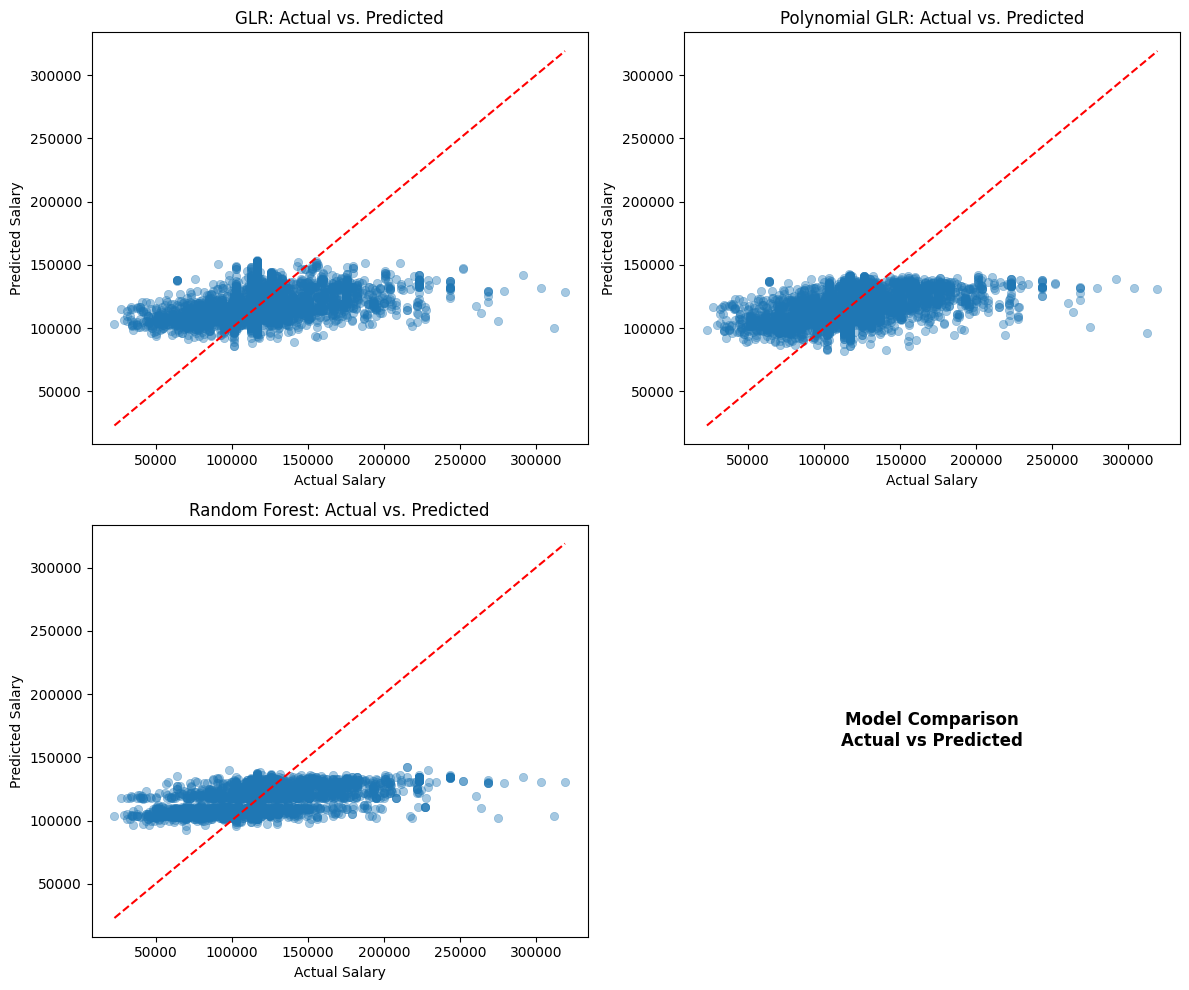 GLR: Actual vs. Predicted
Predicted Salary
300000
250000
200000
150000
100000
50000
50000 100000 150000 200000 250000 300000
Actual Salary
Polynomial GLR: Actual vs. Predicted
Predicted Salary
300000
250000
200000
150000
100000
50000
50000 100000 150000 200000 250000 300000
Actual Salary
Random Forest: Actual vs. Predicted
Predicted Salary
300000
250000
200000
150000
100000
50000
50000 100000 150000 200000 250000 300000
Actual Salary
Model Comparison
Actual vs Predicted